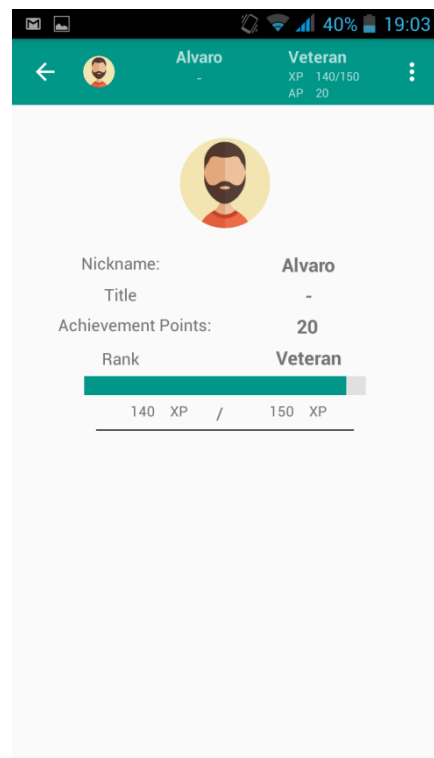 40% 19:03
Alvaro Veteran
- XP 140/150
AP 20
Nickname: Alvaro
Title -
Achievement Points: 20
Rank Veteran
140 XP / 150 XP